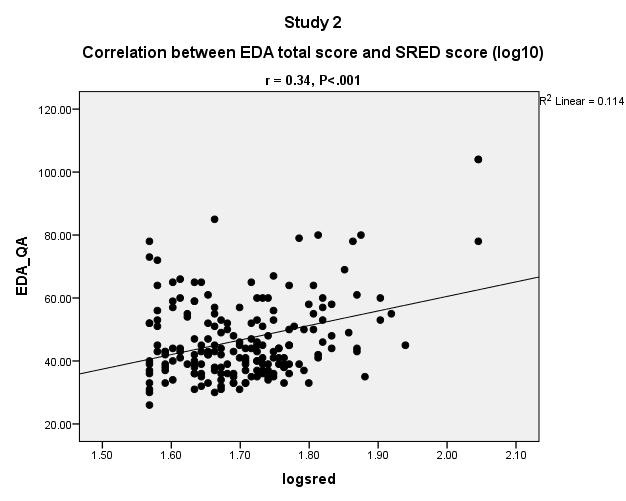 Study 2
Correlation between EDA total score and SRED score (log10)
r = 0.34, P<.001
R2 Linear = 0.114
120.00
100.00
80.00
60.00
40.00
20.00
EDA_QA
1.50 1.60 1.70 1.80 1.90 2.00 2.10
logsred